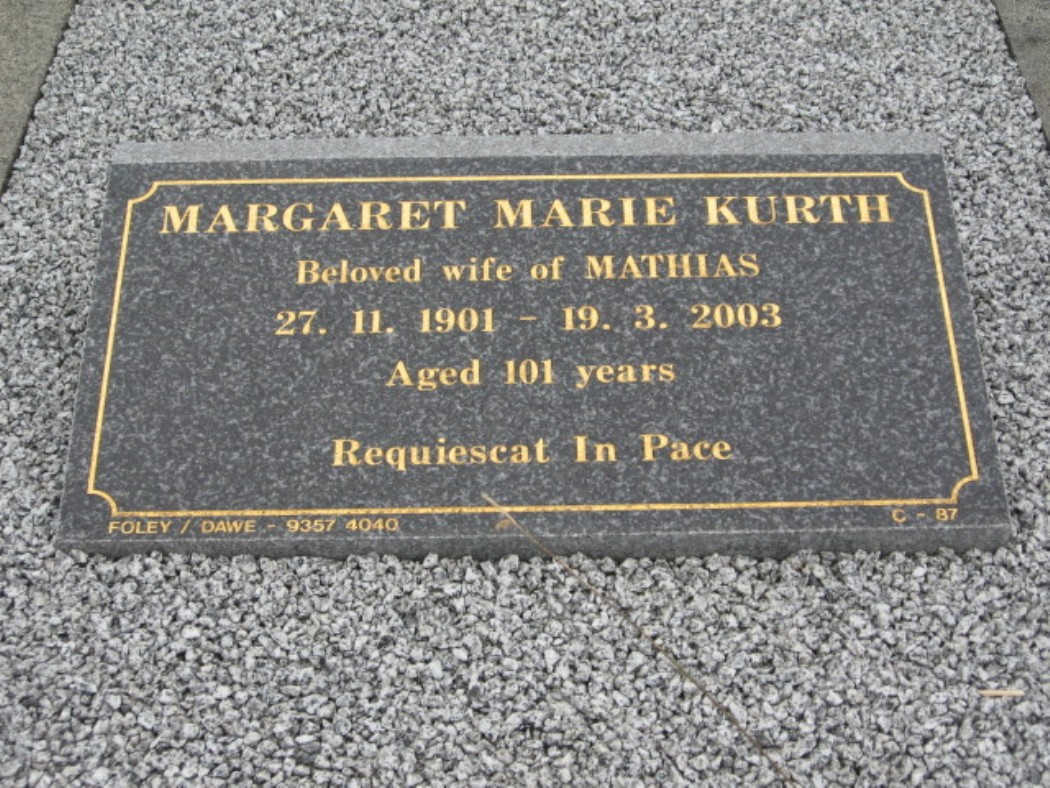 MARGARET MARIE KURTH
Beloved wife of MATHIAS
27. 11. 1901 - 19. 3. 2003
Aged 101 years
Requiescat In Pace
FOLEY / DAWE - 9357 4040
C - 87